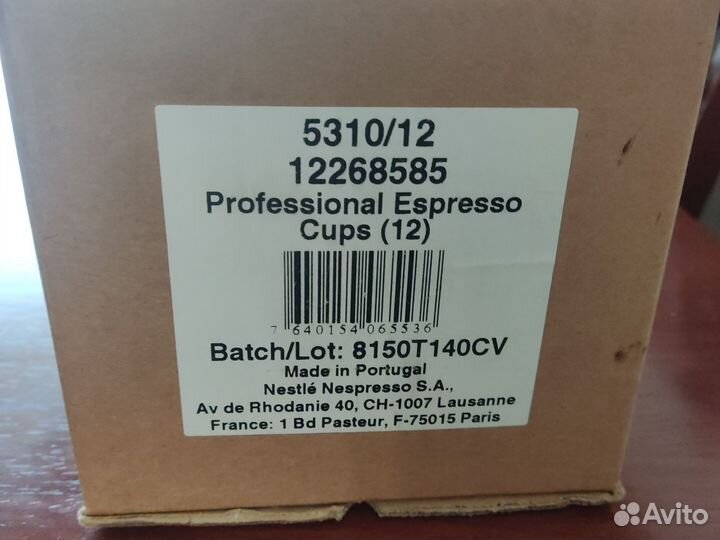 5310/12
12268585
Professional Espresso
Cups (12)
7 640154 065536
Batch/Lot: 8150T140CV
Made in Portugal
Nestlé Nespresso S.A.,
Av de Rhodanie 40, CH-1007 Lausanne
France: 1 Bd Pasteur, F-75015 Paris
Avito